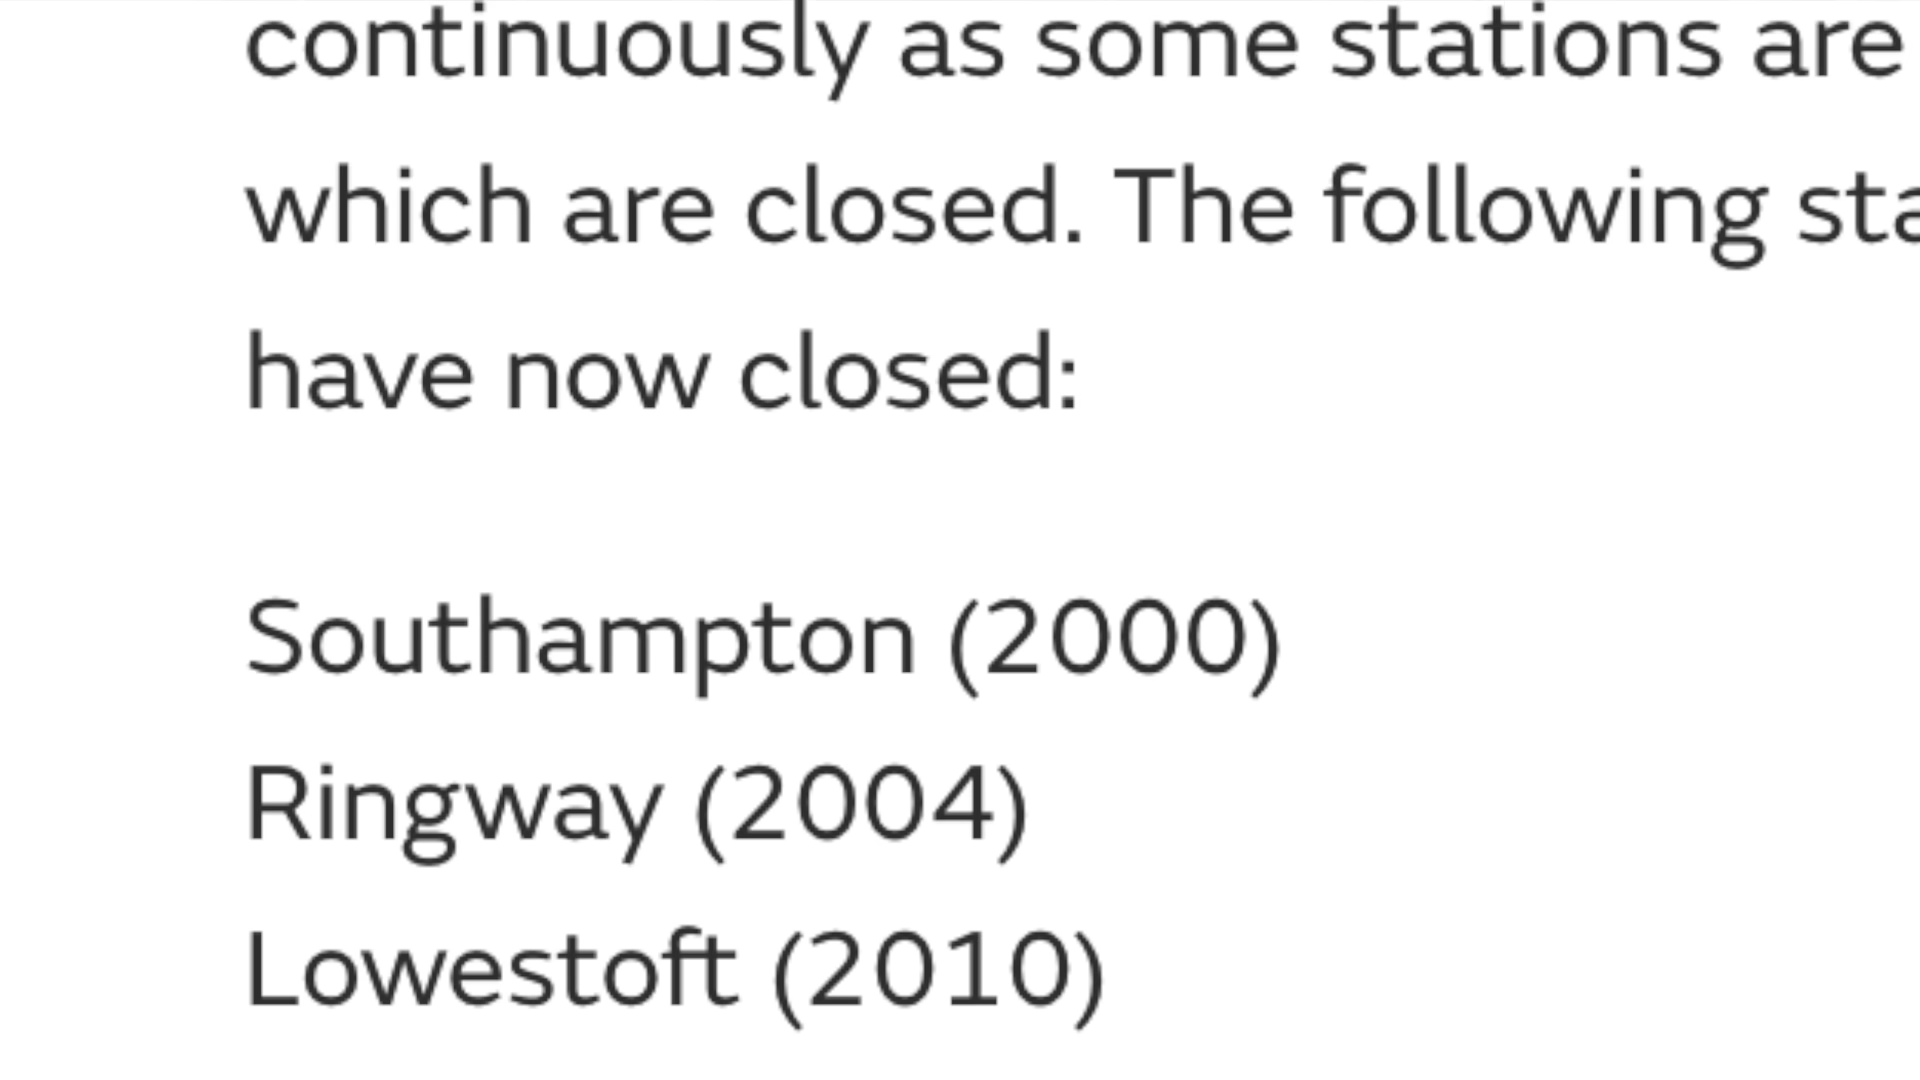 continuously as some stations are
which are closed. The following
have now closed:
Southampton (2000)
Ringway (2004)
Lowestoft (2010)